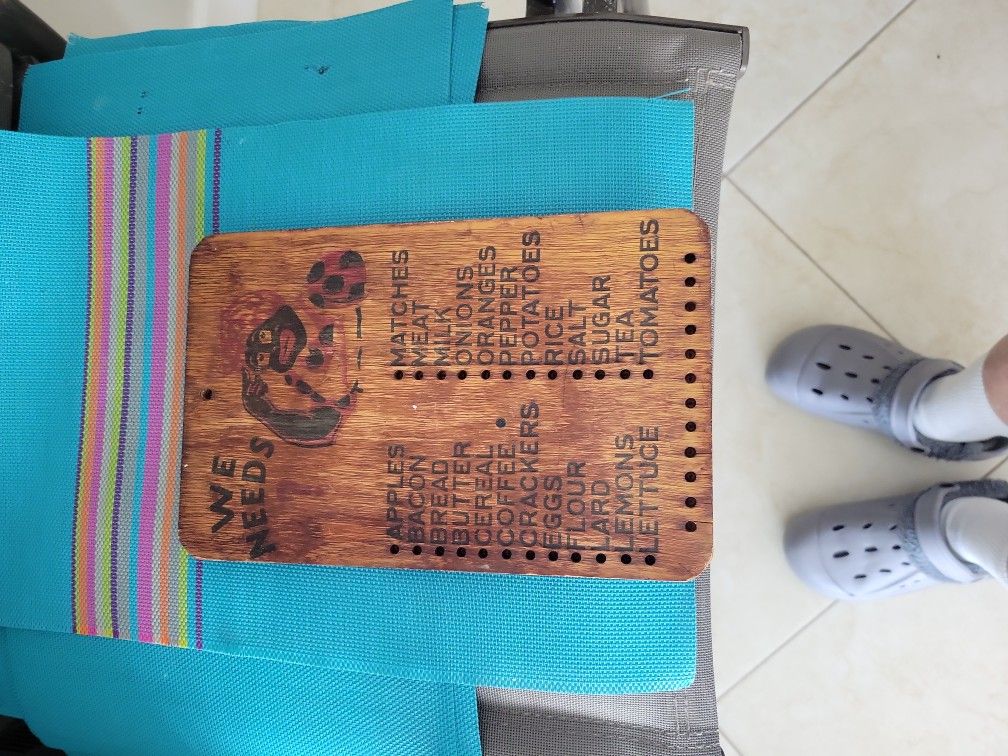 WE
NEEDS
APPLES
BACON
BREAD
BUTTER
CEREAL
COFFEE
CRACKERS
EGGS
FLOUR
LARD
LEMONS
LETTUCE
MATCHES
MEAT
MILK
ONIONS
ORANGES
PEPPER
POTATOES
RICE
SALT
SUGAR
TEA
TOMATOES